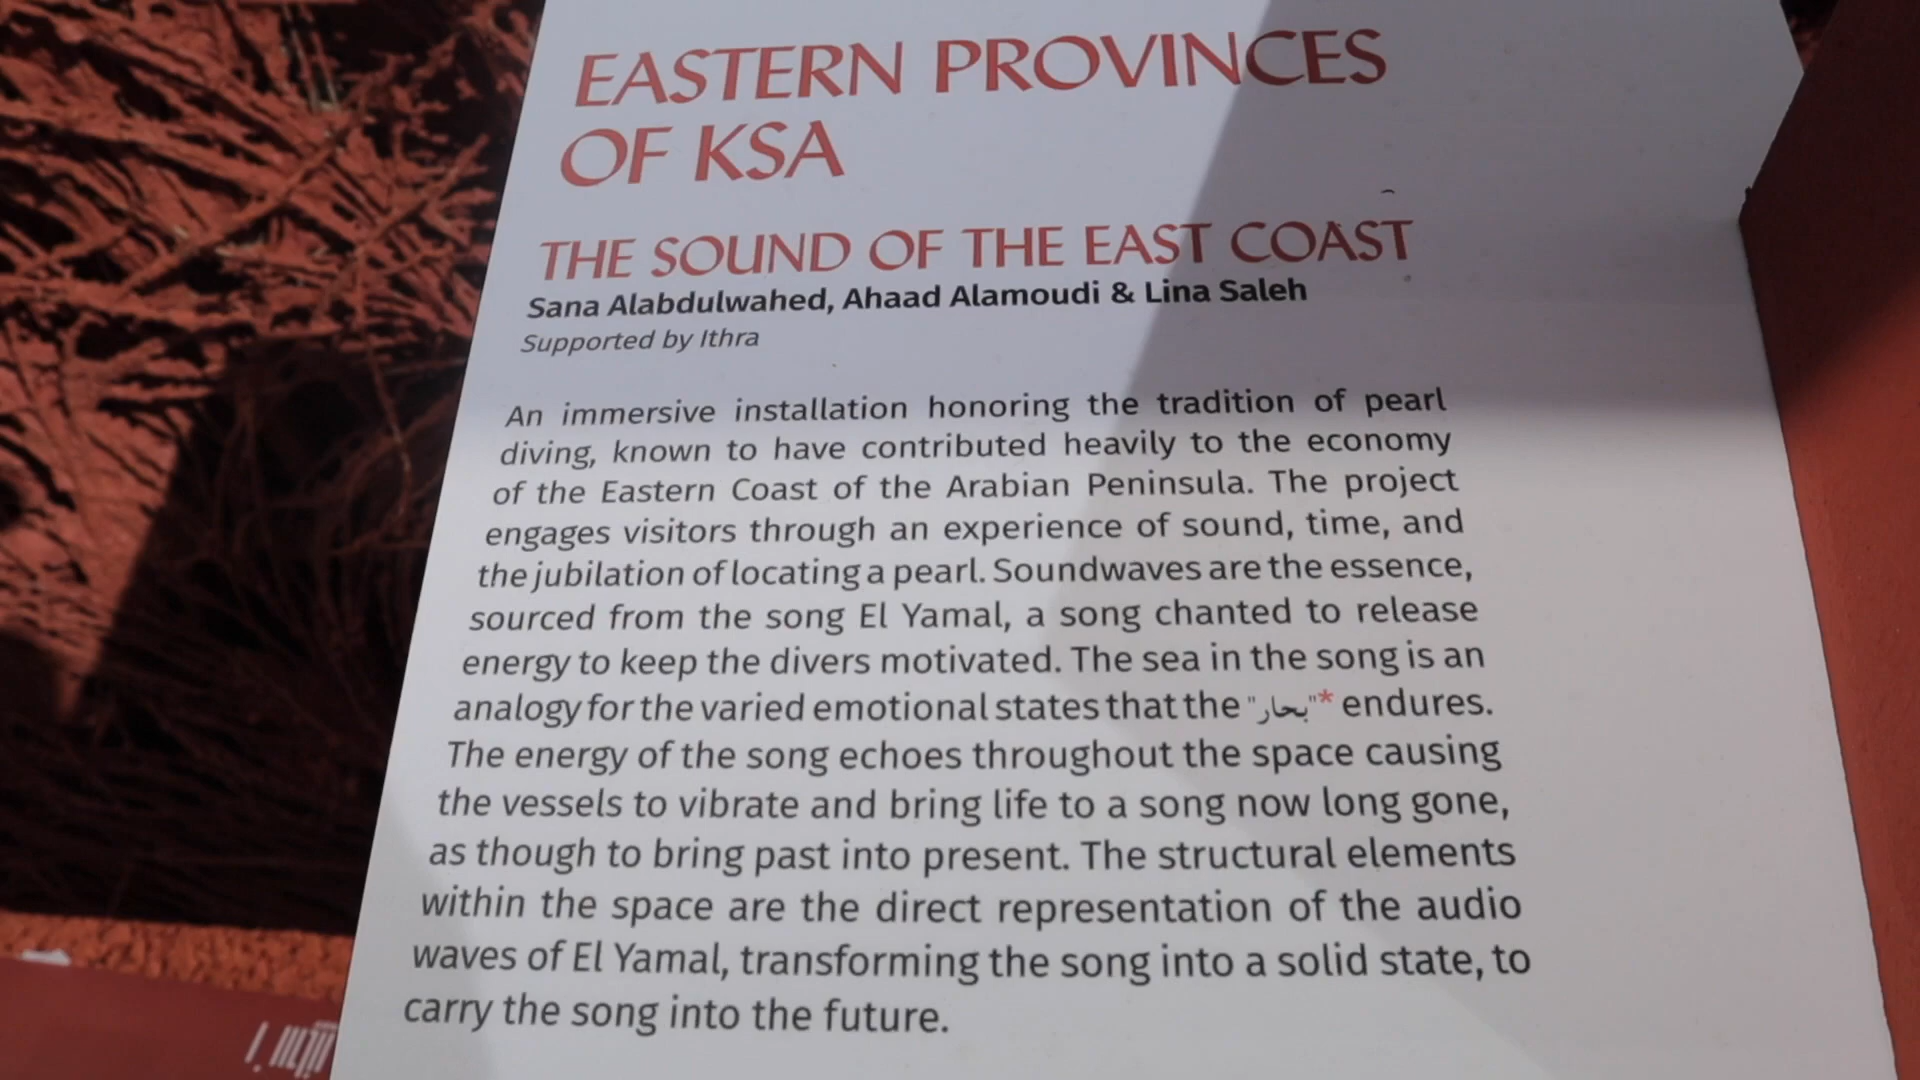 EASTERN PROVINCES
OF KSA
THE SOUND OF THE EAST COAST
Sana Alabdulwahed, Ahaad Alamoudi & Lina Saleh
Supported by Ithra
An immersive installation honoring the tradition of pearl
diving, known to have contributed heavily to the economy
of the Eastern Coast of the Arabian Peninsula. The project
engages visitors through an experience of sound, time, and
the jubilation of locating a pearl. Soundwaves are the essence,
sourced from the song El Yamal, a song chanted to release
energy to keep the divers motivated. The sea in the song is an
analogy for the varied emotional states that the "بحار"* endures.
The energy of the song echoes throughout the space causing
the vessels to vibrate and bring life to a song now long gone,
as though to bring past into present. The structural elements
within the space are the direct representation of the audio
waves of El Yamal, transforming the song into a solid state, to
carry the song into the future.